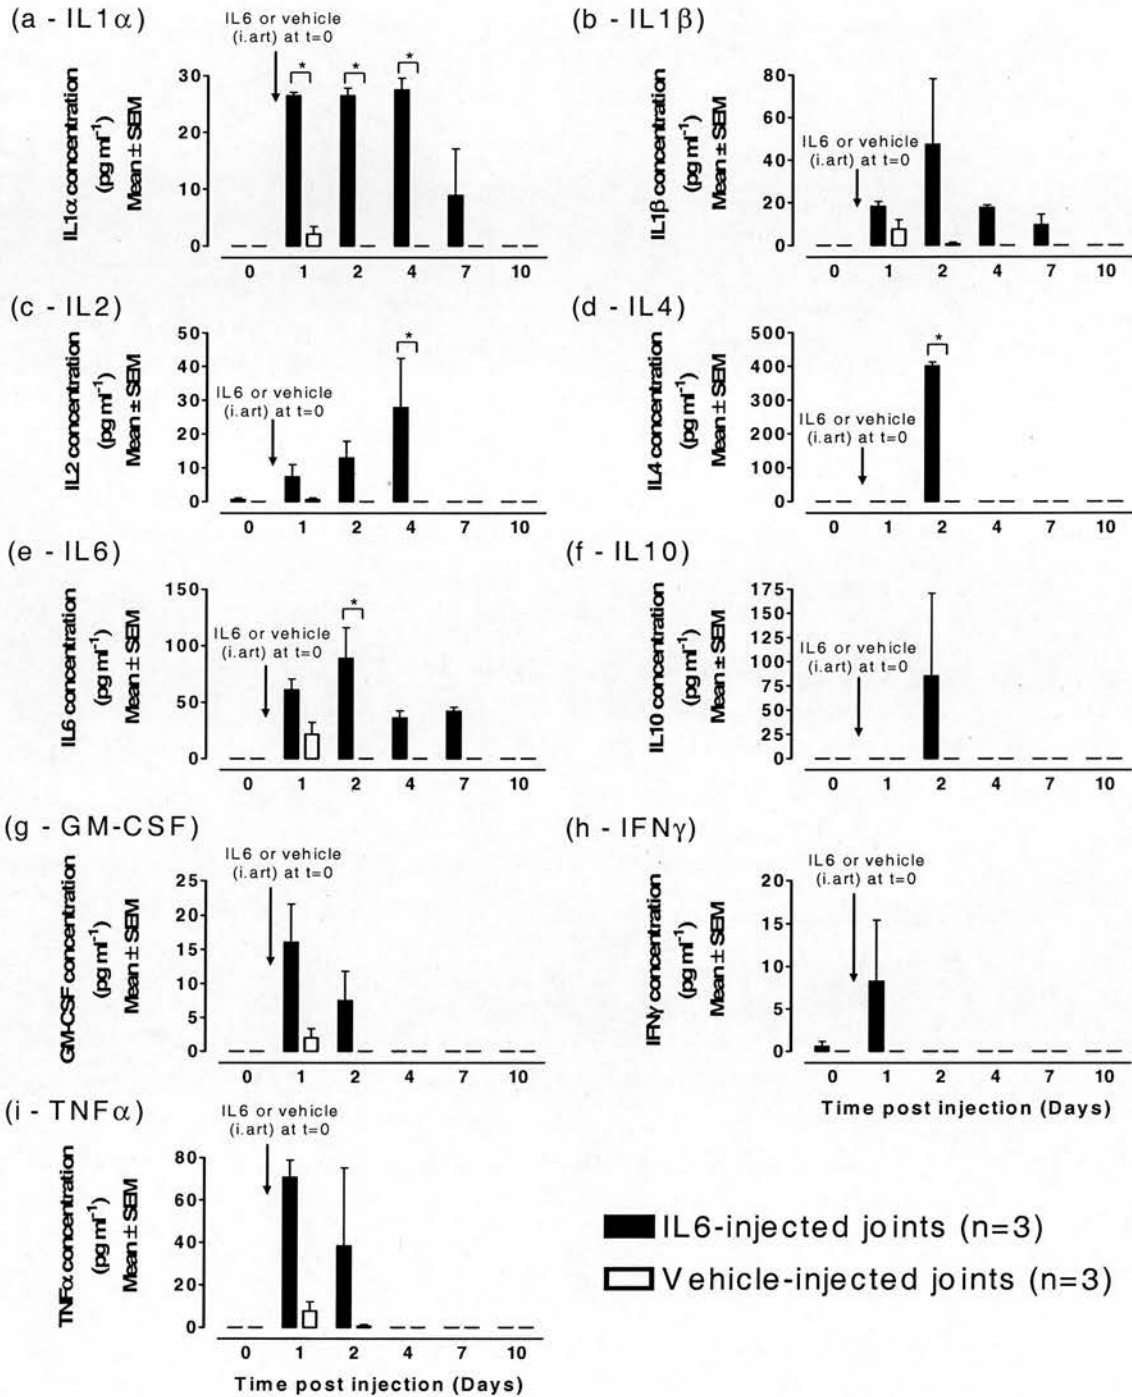 (a - IL1α)
IL6 or vehicle
(i.art) at t=0
IL1α concentration
(pg ml⁻¹)
Mean ± SEM
30
20
10
0
*
*
*
0 1 2 4 7 10
(b - IL1β)
IL6 or vehicle
(i.art) at t=0
IL1β concentration
(pg ml⁻¹)
Mean ± SEM
80
60
40
20
0
0 1 2 4 7 10
(c - IL2)
IL6 or vehicle
(i.art) at t=0
IL2 concentration
(pg ml⁻¹)
Mean ± SEM
50
40
30
20
10
0
*
0 1 2 4 7 10
(d - IL4)
IL6 or vehicle
(i.art) at t=0
IL4 concentration
(pg ml⁻¹)
Mean ± SEM
500
400
300
200
100
0
*
0 1 2 4 7 10
(e - IL6)
IL6 or vehicle
(i.art) at t=0
IL6 concentration
(pg ml⁻¹)
Mean ± SEM
150
100
50
0
*
0 1 2 4 7 10
(f - IL10)
IL6 or vehicle
(i.art) at t=0
IL10 concentration
(pg ml⁻¹)
Mean ± SEM
175
150
125
100
75
50
25
0
0 1 2 4 7 10
(g - GM-CSF)
IL6 or vehicle
(i.art) at t=0
GM-CSF concentration
(pg ml⁻¹)
Mean ± SEM
25
20
15
10
5
0
0 1 2 4 7 10
(h - IFNγ)
IL6 or vehicle
(i.art) at t=0
IFNγ concentration
(pg ml⁻¹)
Mean ± SEM
20
15
10
5
0
0 1 2 4 7 10
Time post injection (Days)
(i - TNFα)
IL6 or vehicle
(i.art) at t=0
TNFα concentration
(pg ml⁻¹)
Mean ± SEM
80
60
40
20
0
0 1 2 4 7 10
Time post injection (Days)
IL6-injected joints (n=3)
Vehicle-injected joints (n=3)